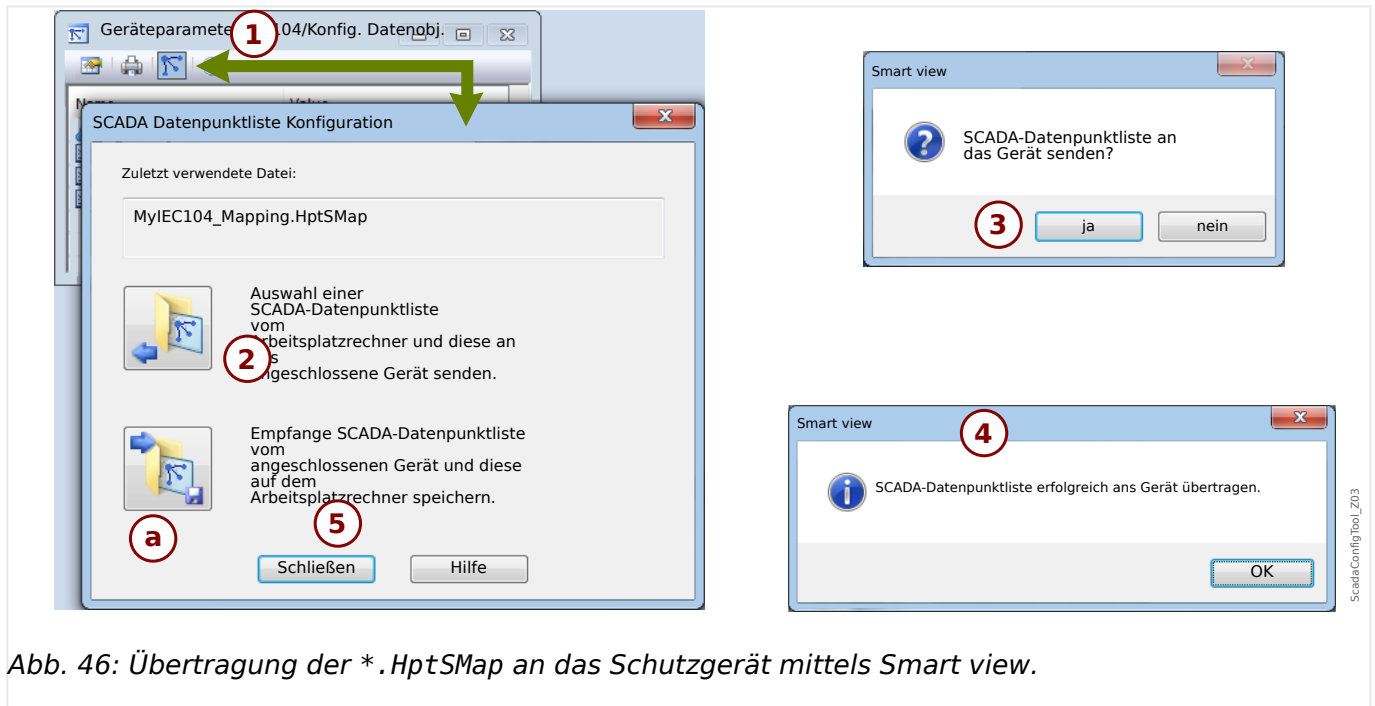 Geräteparamete
1
04/Konfig. Datenobj.
SCADA Datenpunktliste Konfiguration
Zuletzt verwendete Datei:
MyIEC104_Mapping.HptSMap
Auswahl einer
SCADA-Datenpunktliste
vom
Arbeitsplatzrechner und diese an
2
angeschlossene Gerät senden.
Empfange SCADA-Datenpunktliste
vom
angeschlossenen Gerät und diese
auf dem
Arbeitsplatzrechner speichern.
a
5
Schließen
Hilfe
Smart view
SCADA-Datenpunktliste an
das Gerät senden?
3
ja
nein
Smart view
4
SCADA-Datenpunktliste erfolgreich ans Gerät übertragen.
OK
ScadaConfigTool_Z03
Abb. 46: Übertragung der *.HptSMap an das Schutzgerät mittels Smart view.